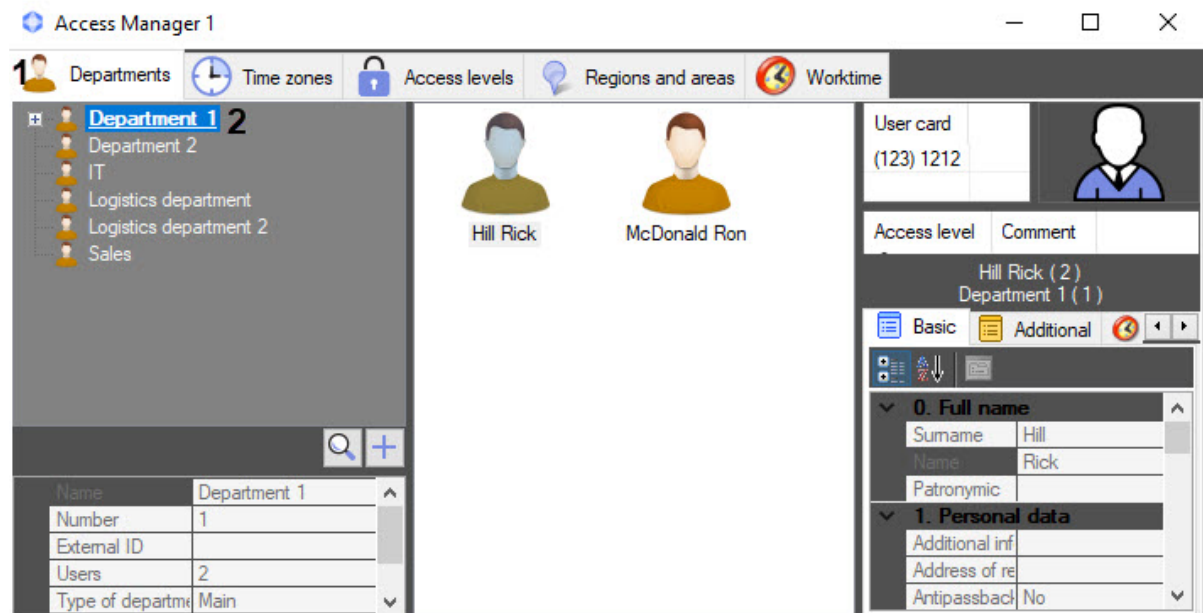 Access Manager 1
1 Departments Time zones Access levels Regions and areas Worktime
Department 1 2
Department 2
IT
Logistics department
Logistics department 2
Sales
Name Department 1
Number 1
External ID
Users 2
Type of departme Main
Hill Rick McDonald Ron
User card
(123) 1212
Access level Comment
Hill Rick ( 2 )
Department 1 ( 1 )
Basic Additional
0. Full name
Surname Hill
Name Rick
Patronymic
1. Personal data
Additional inf
Address of re
Antipassback No